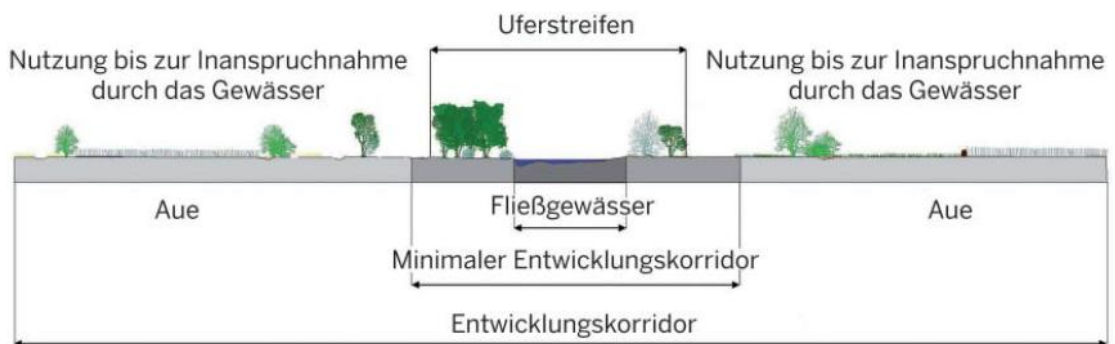 Uferstreifen
Nutzung bis zur Inanspruchnahme
durch das Gewässer
Nutzung bis zur Inanspruchnahme
durch das Gewässer
Aue
Fließgewässer
Aue
Minimaler Entwicklungskorridor
Entwicklungskorridor